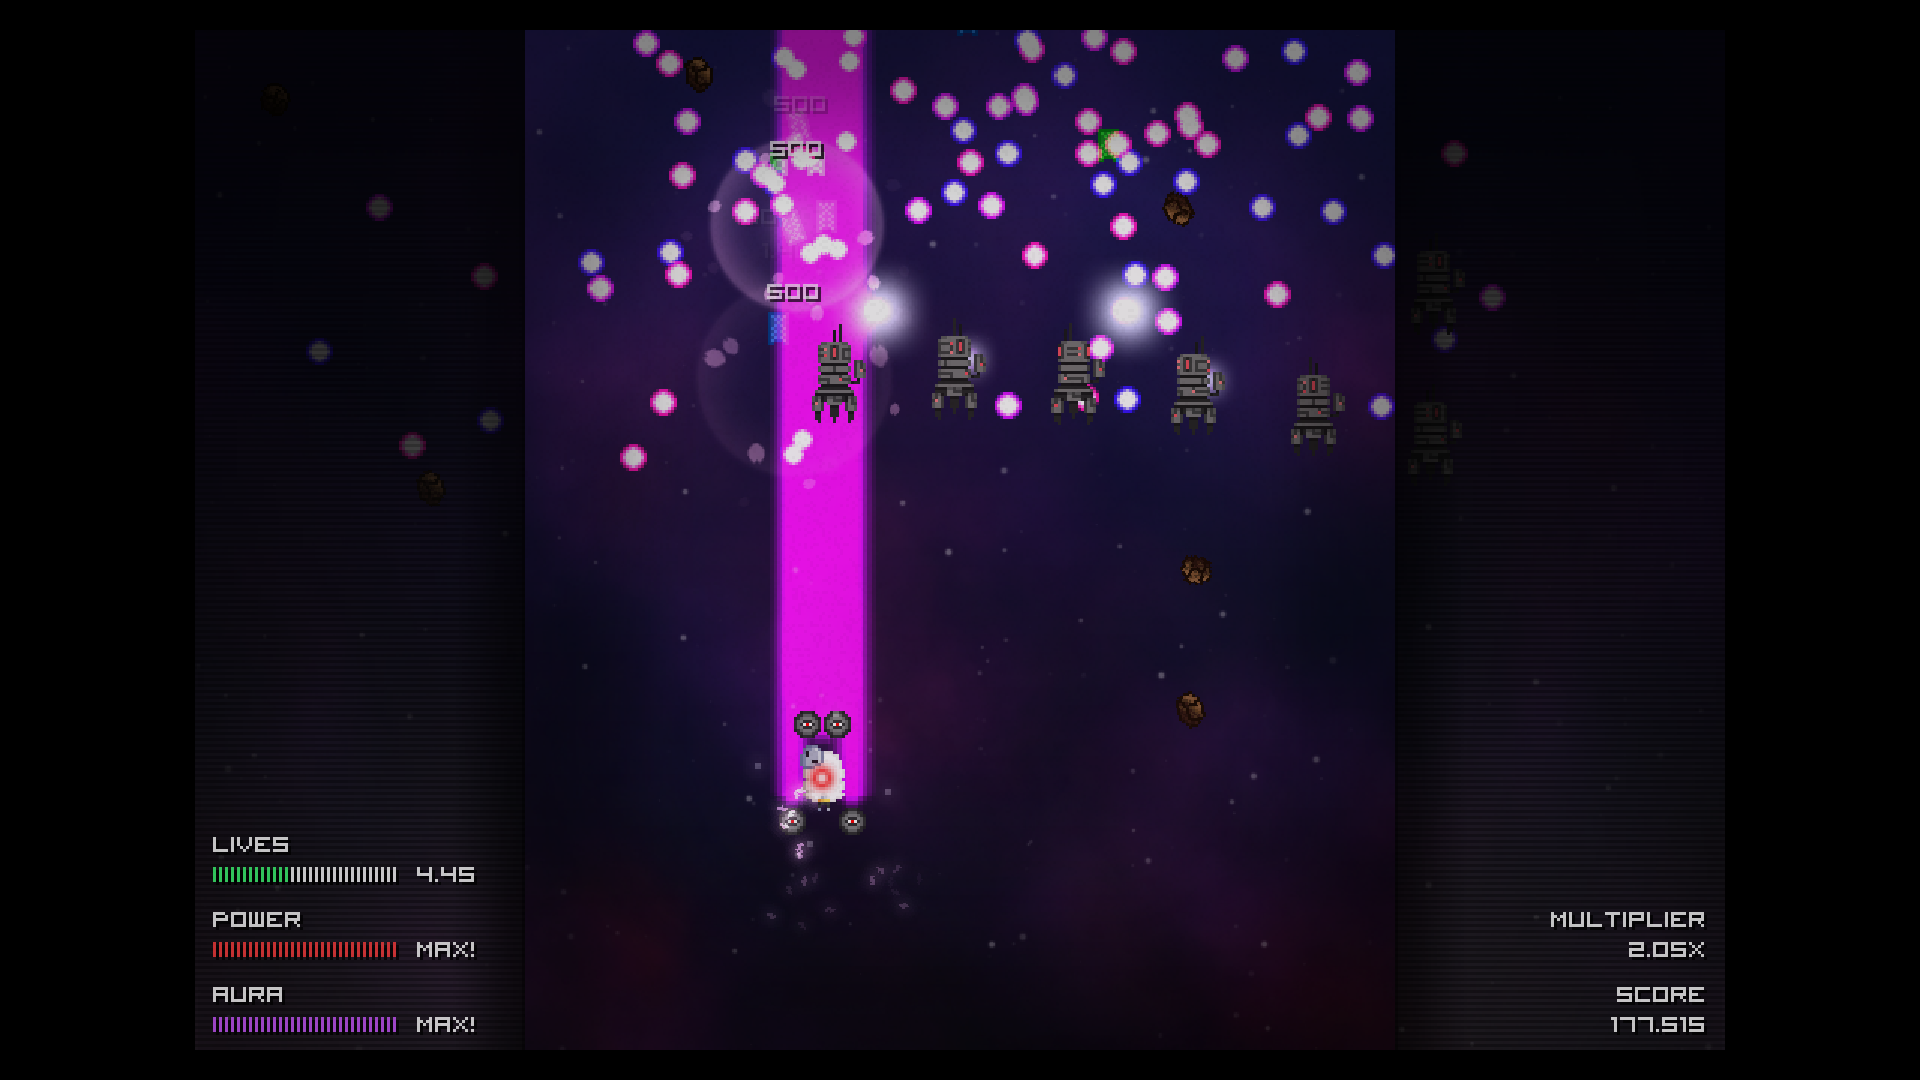 500
500
500
LIVES
4.45
POWER
MAX!
AURA
MAX!
MULTIPLIER
2.05X
SCORE
177.515